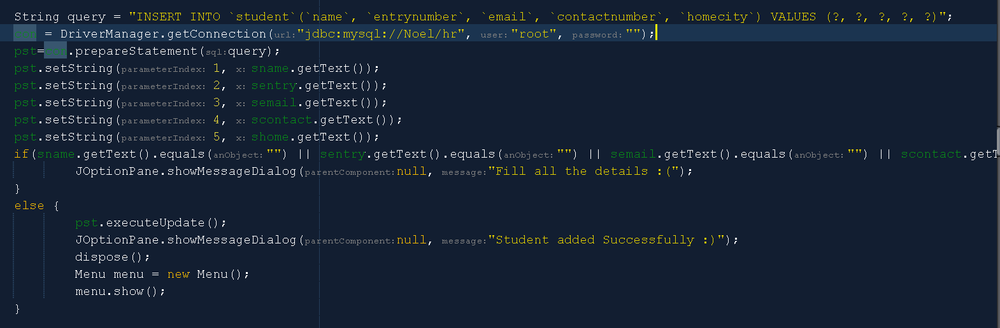 String query = "INSERT INTO `student`(`name`, `entrynumber`, `email`, `contactnumber`, `homecity`) VALUES (?, ?, ?, ?, ?)";
con = DriverManager.getConnection(url:"jdbc:mysql://Noel/hr", user:"root", password:"");
pst=con.prepareStatement(sql:query);
pst.setString(parameterIndex: 1, x: sname.getText());
pst.setString(parameterIndex: 2, x: sentry.getText());
pst.setString(parameterIndex: 3, x: semail.getText());
pst.setString(parameterIndex: 4, x: scontact.getText());
pst.setString(parameterIndex: 5, x: shome.getText());
if(sname.getText().equals(anObject:"") || sentry.getText().equals(anObject:"") || semail.getText().equals(anObject:"") || scontact.getT
JOptionPane.showMessageDialog(parentComponent:null, message:"Fill all the details :(");
}
else {
pst.executeUpdate();
JOptionPane.showMessageDialog(parentComponent:null, message:"Student added Successfully :)");
dispose();
Menu menu = new Menu();
menu.show();
}